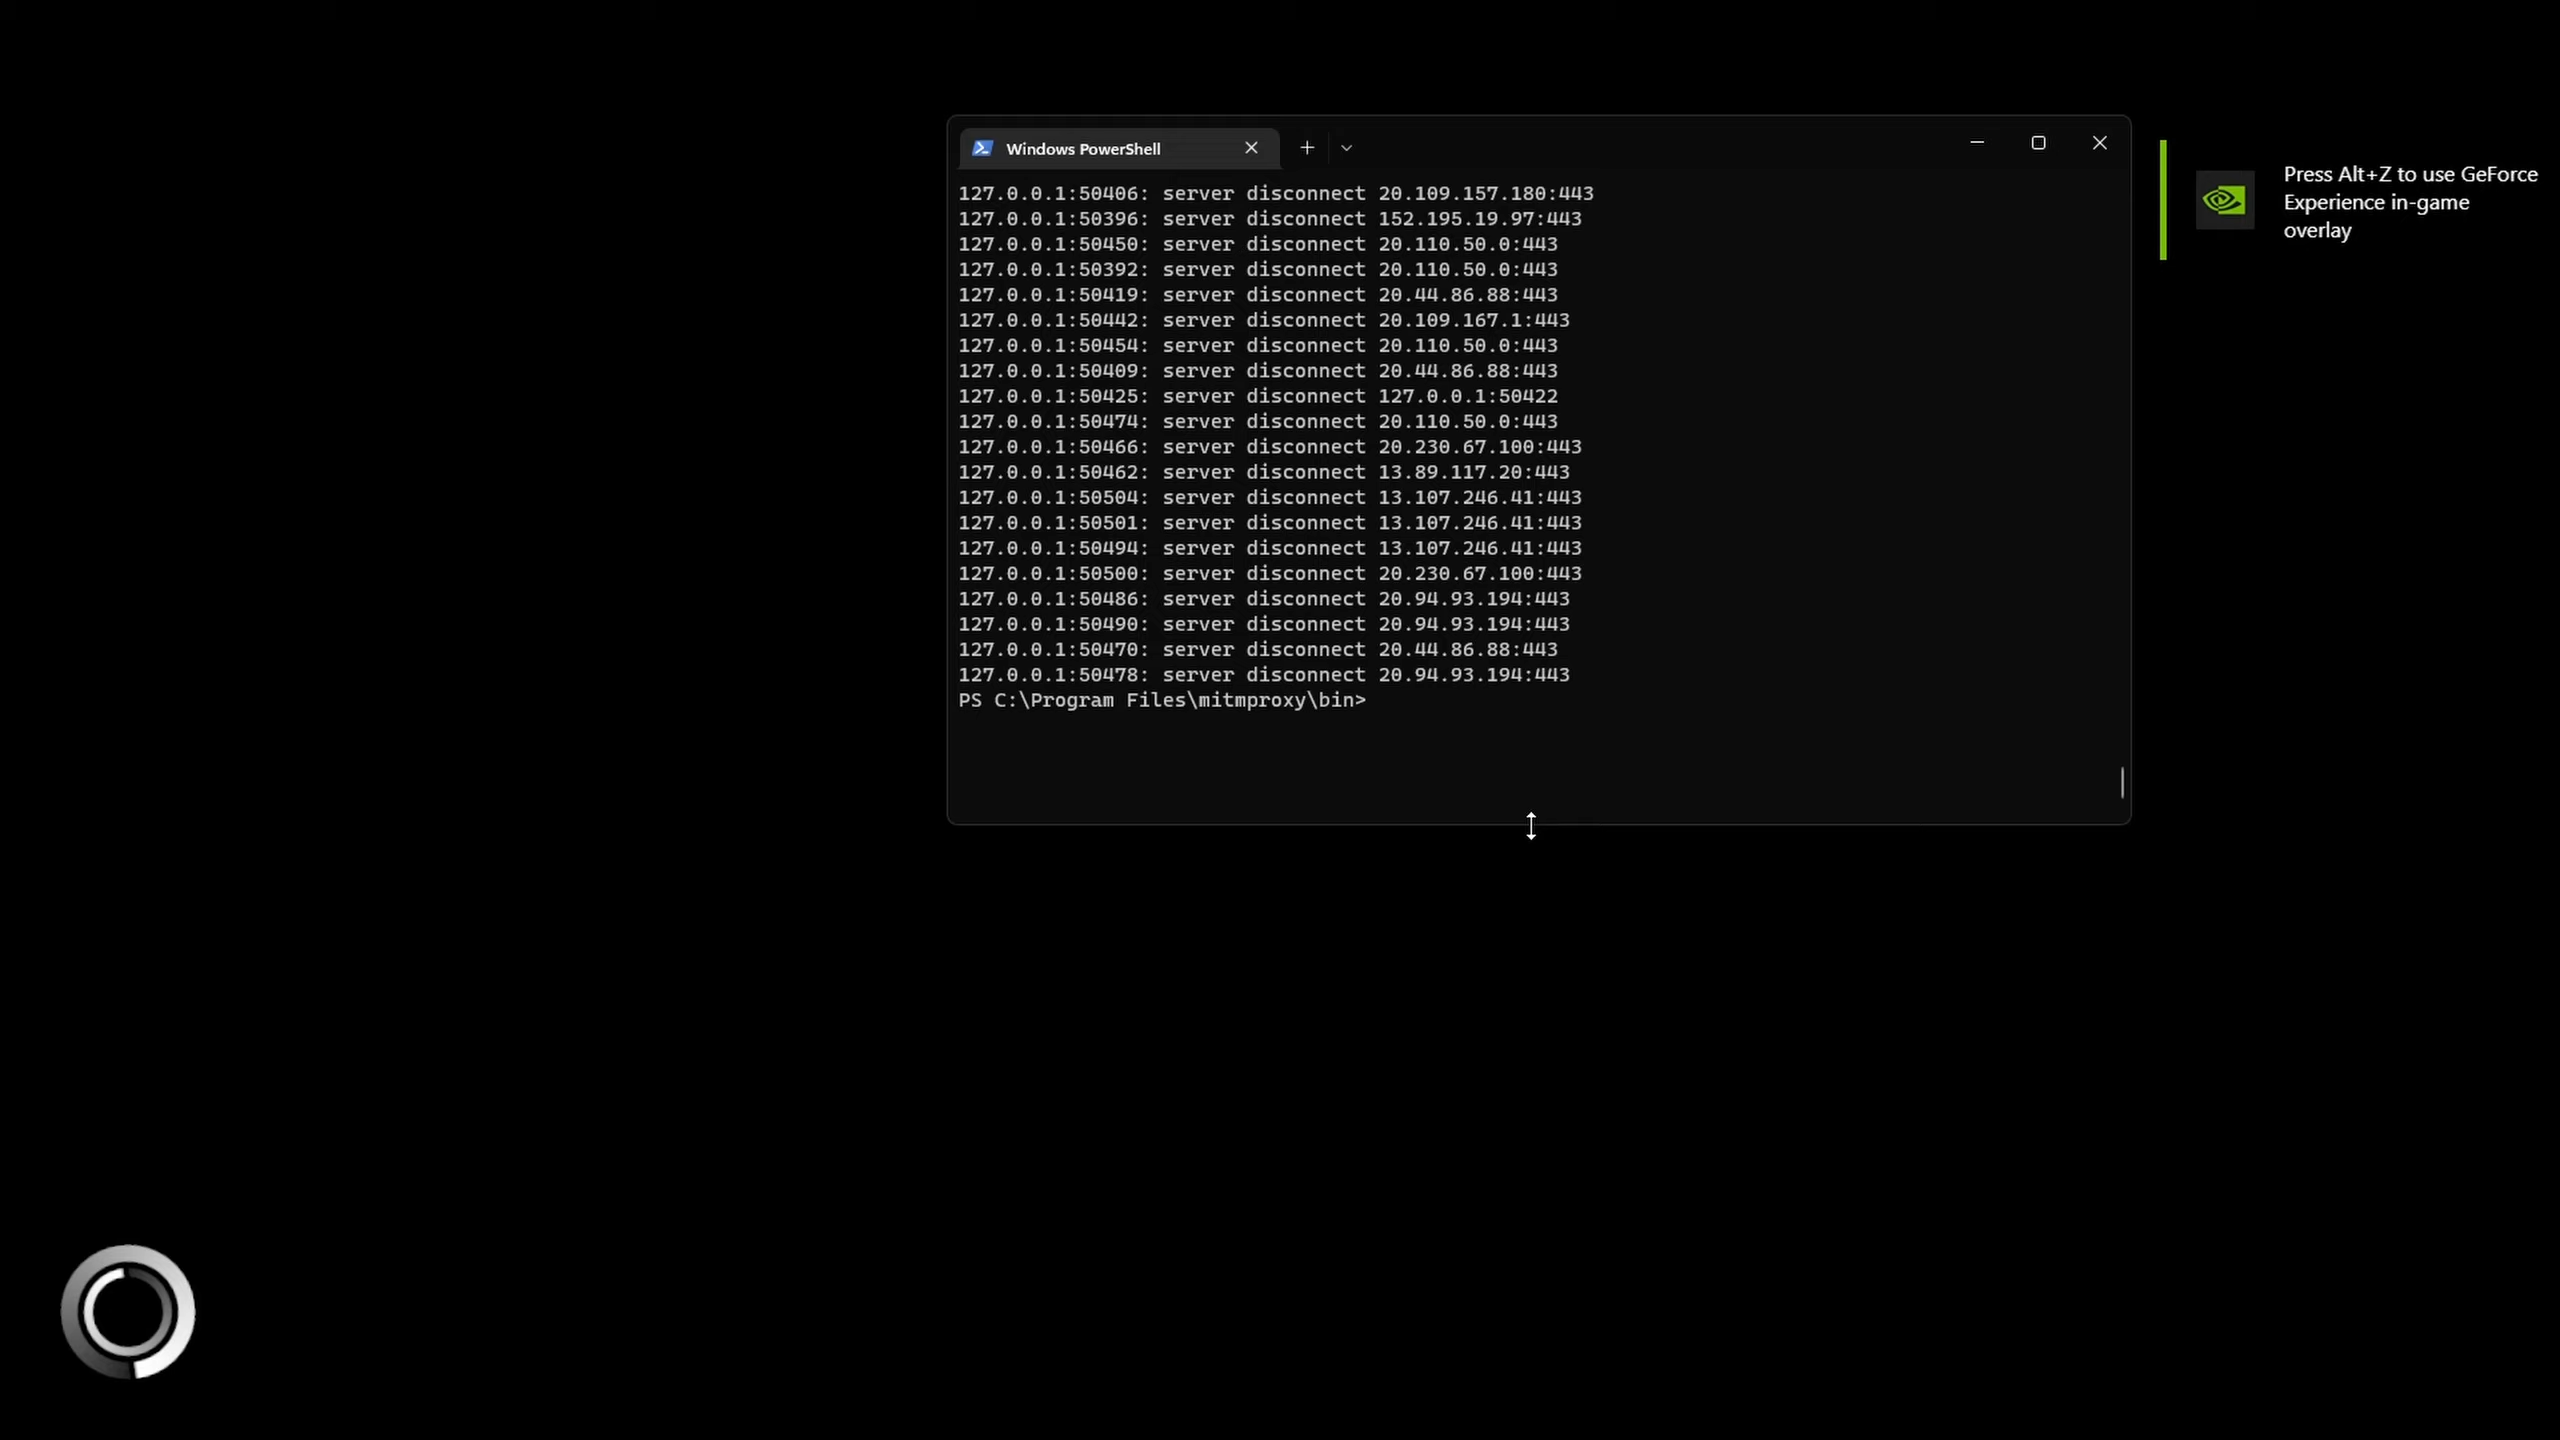 Windows PowerShell
127.0.0.1:50406: server disconnect 20.109.157.180:443
127.0.0.1:50396: server disconnect 152.195.19.97:443
127.0.0.1:50450: server disconnect 20.110.50.0:443
127.0.0.1:50392: server disconnect 20.110.50.0:443
127.0.0.1:50419: server disconnect 20.44.86.88:443
127.0.0.1:50442: server disconnect 20.109.167.1:443
127.0.0.1:50454: server disconnect 20.110.50.0:443
127.0.0.1:50409: server disconnect 20.44.86.88:443
127.0.0.1:50425: server disconnect 127.0.0.1:50422
127.0.0.1:50474: server disconnect 20.110.50.0:443
127.0.0.1:50466: server disconnect 20.230.67.100:443
127.0.0.1:50462: server disconnect 13.89.117.20:443
127.0.0.1:50504: server disconnect 13.107.246.41:443
127.0.0.1:50501: server disconnect 13.107.246.41:443
127.0.0.1:50494: server disconnect 13.107.246.41:443
127.0.0.1:50500: server disconnect 20.230.67.100:443
127.0.0.1:50486: server disconnect 20.94.93.194:443
127.0.0.1:50490: server disconnect 20.94.93.194:443
127.0.0.1:50470: server disconnect 20.44.86.88:443
127.0.0.1:50478: server disconnect 20.94.93.194:443
PS C:\Program Files\mitmproxy\bin>
Press Alt+Z to use GeForce
Experience in-game
overlay